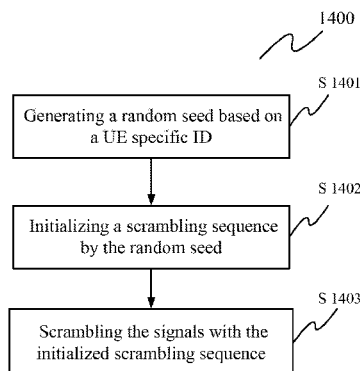 1400
S 1401
Generating a random seed based on
a UE specific ID
S 1402
Initializing a scrambling sequence
by the random seed
S 1403
Scrambling the signals with the
initialized scrambling sequence